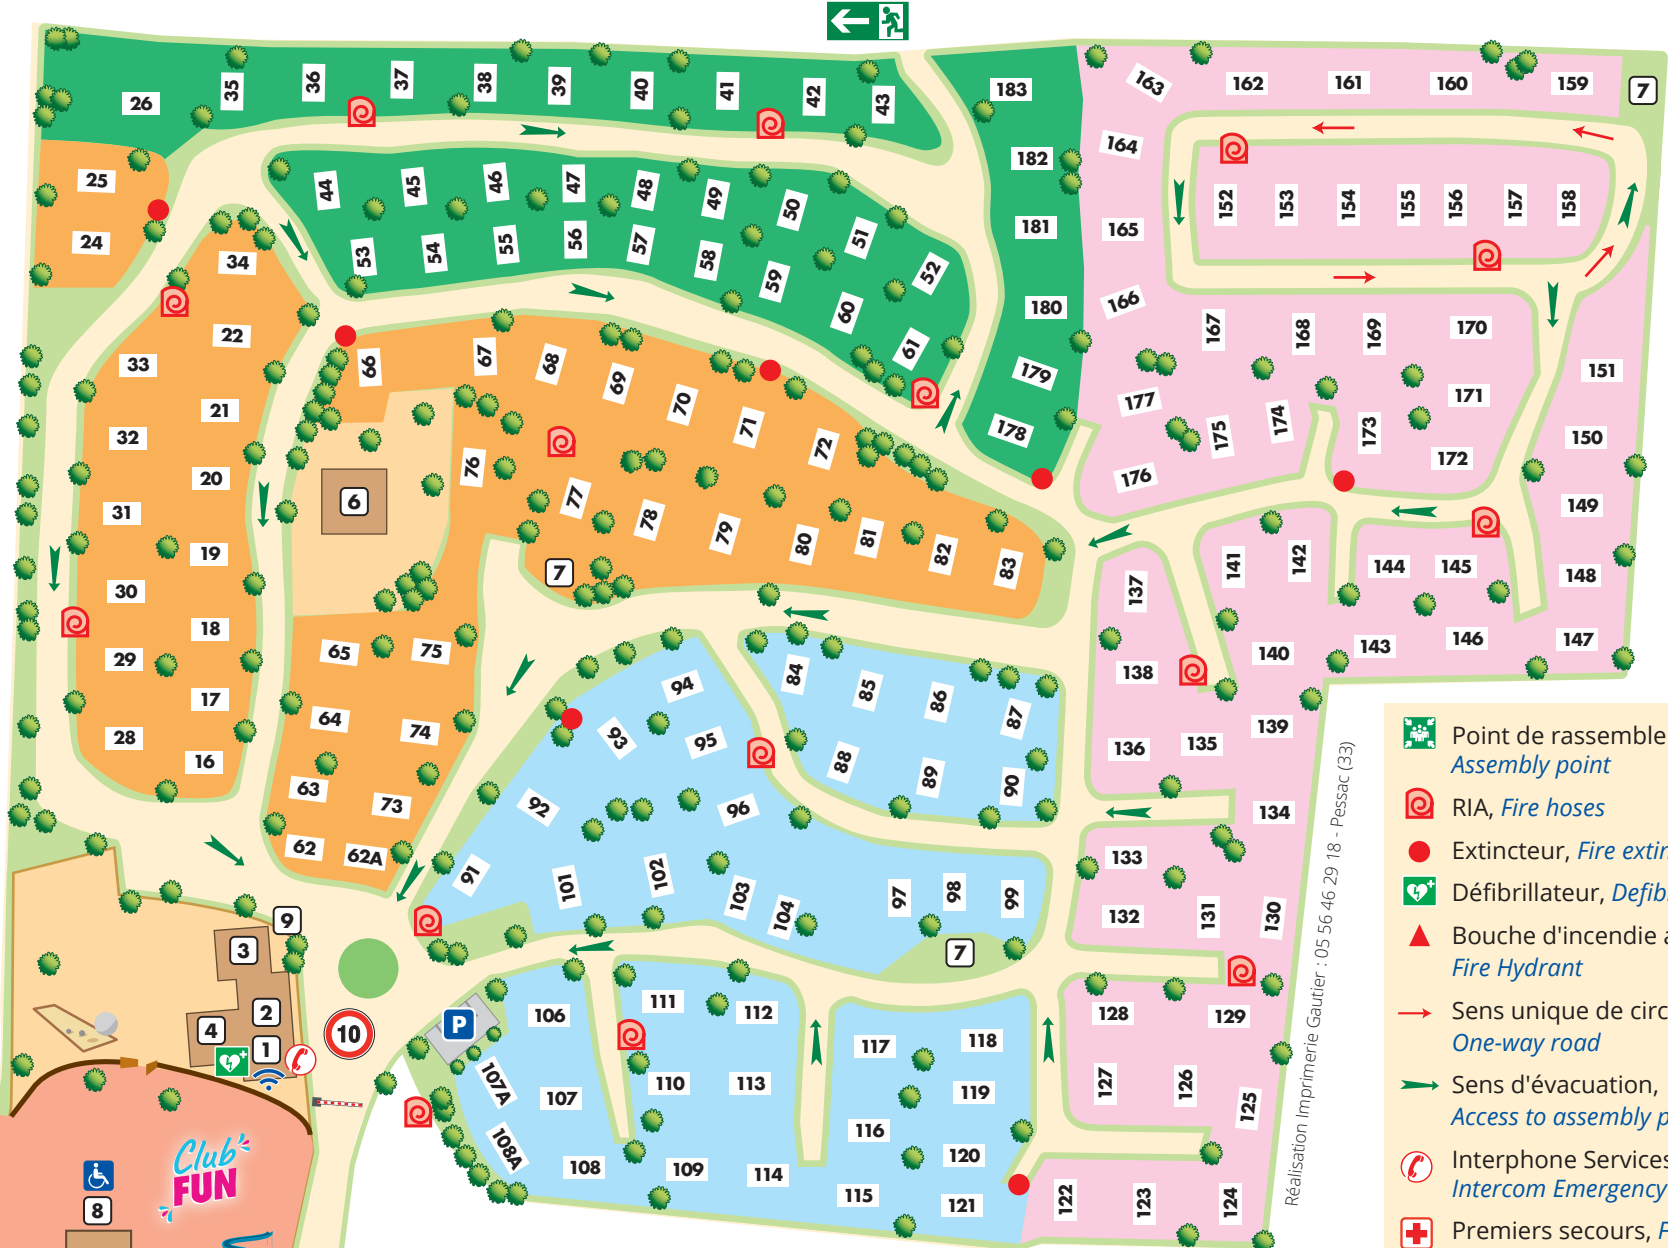 35 36 37 38 39 40 41 42 43 183 163 162 161 160 159 7
26
25 182 164
24 44 45 46 47 48 49 50 51 52 181 165 152 153 154 155 156 157 158
34 53 54 55 56 57 58 59 60 61 180 166 167 168 169 170
22 66 67 68 69 70 71 72 179 177 151
33 21 171
32 20 76 178 175 174 173 172 150
31 6 77 78 79 80 81 82 83 176 149
19 7 141 142 144 145 148
30 137
18 65 75 140 143 146 147
29 94 84 85 86 87 138
17 64 74 93 95 139
28 88 89 90 136 135
16 63 73 92 96 134
62 62A 91 101 102 103 104 97 98 99 133
9 132 131 130
3 7
2 106 111 112 128 129
4 P 117 118
1 10
107A 107 110 113 119 127 126 125
108A 116 120
108 109 114 115 121 122 123 124
8
Club
FUN
Réalisation Imprimerie Gautier : 05 56 46 29 18 - Pessac (33)
Point de rassemble
Assembly point
RIA, Fire hoses
Extincteur, Fire extin
Défibrillateur, Defib
Bouche d'incendie a
Fire Hydrant
Sens unique de circ
One-way road
Sens d'évacuation,
Access to assembly p
Interphone Services
Intercom Emergency
Premiers secours, F